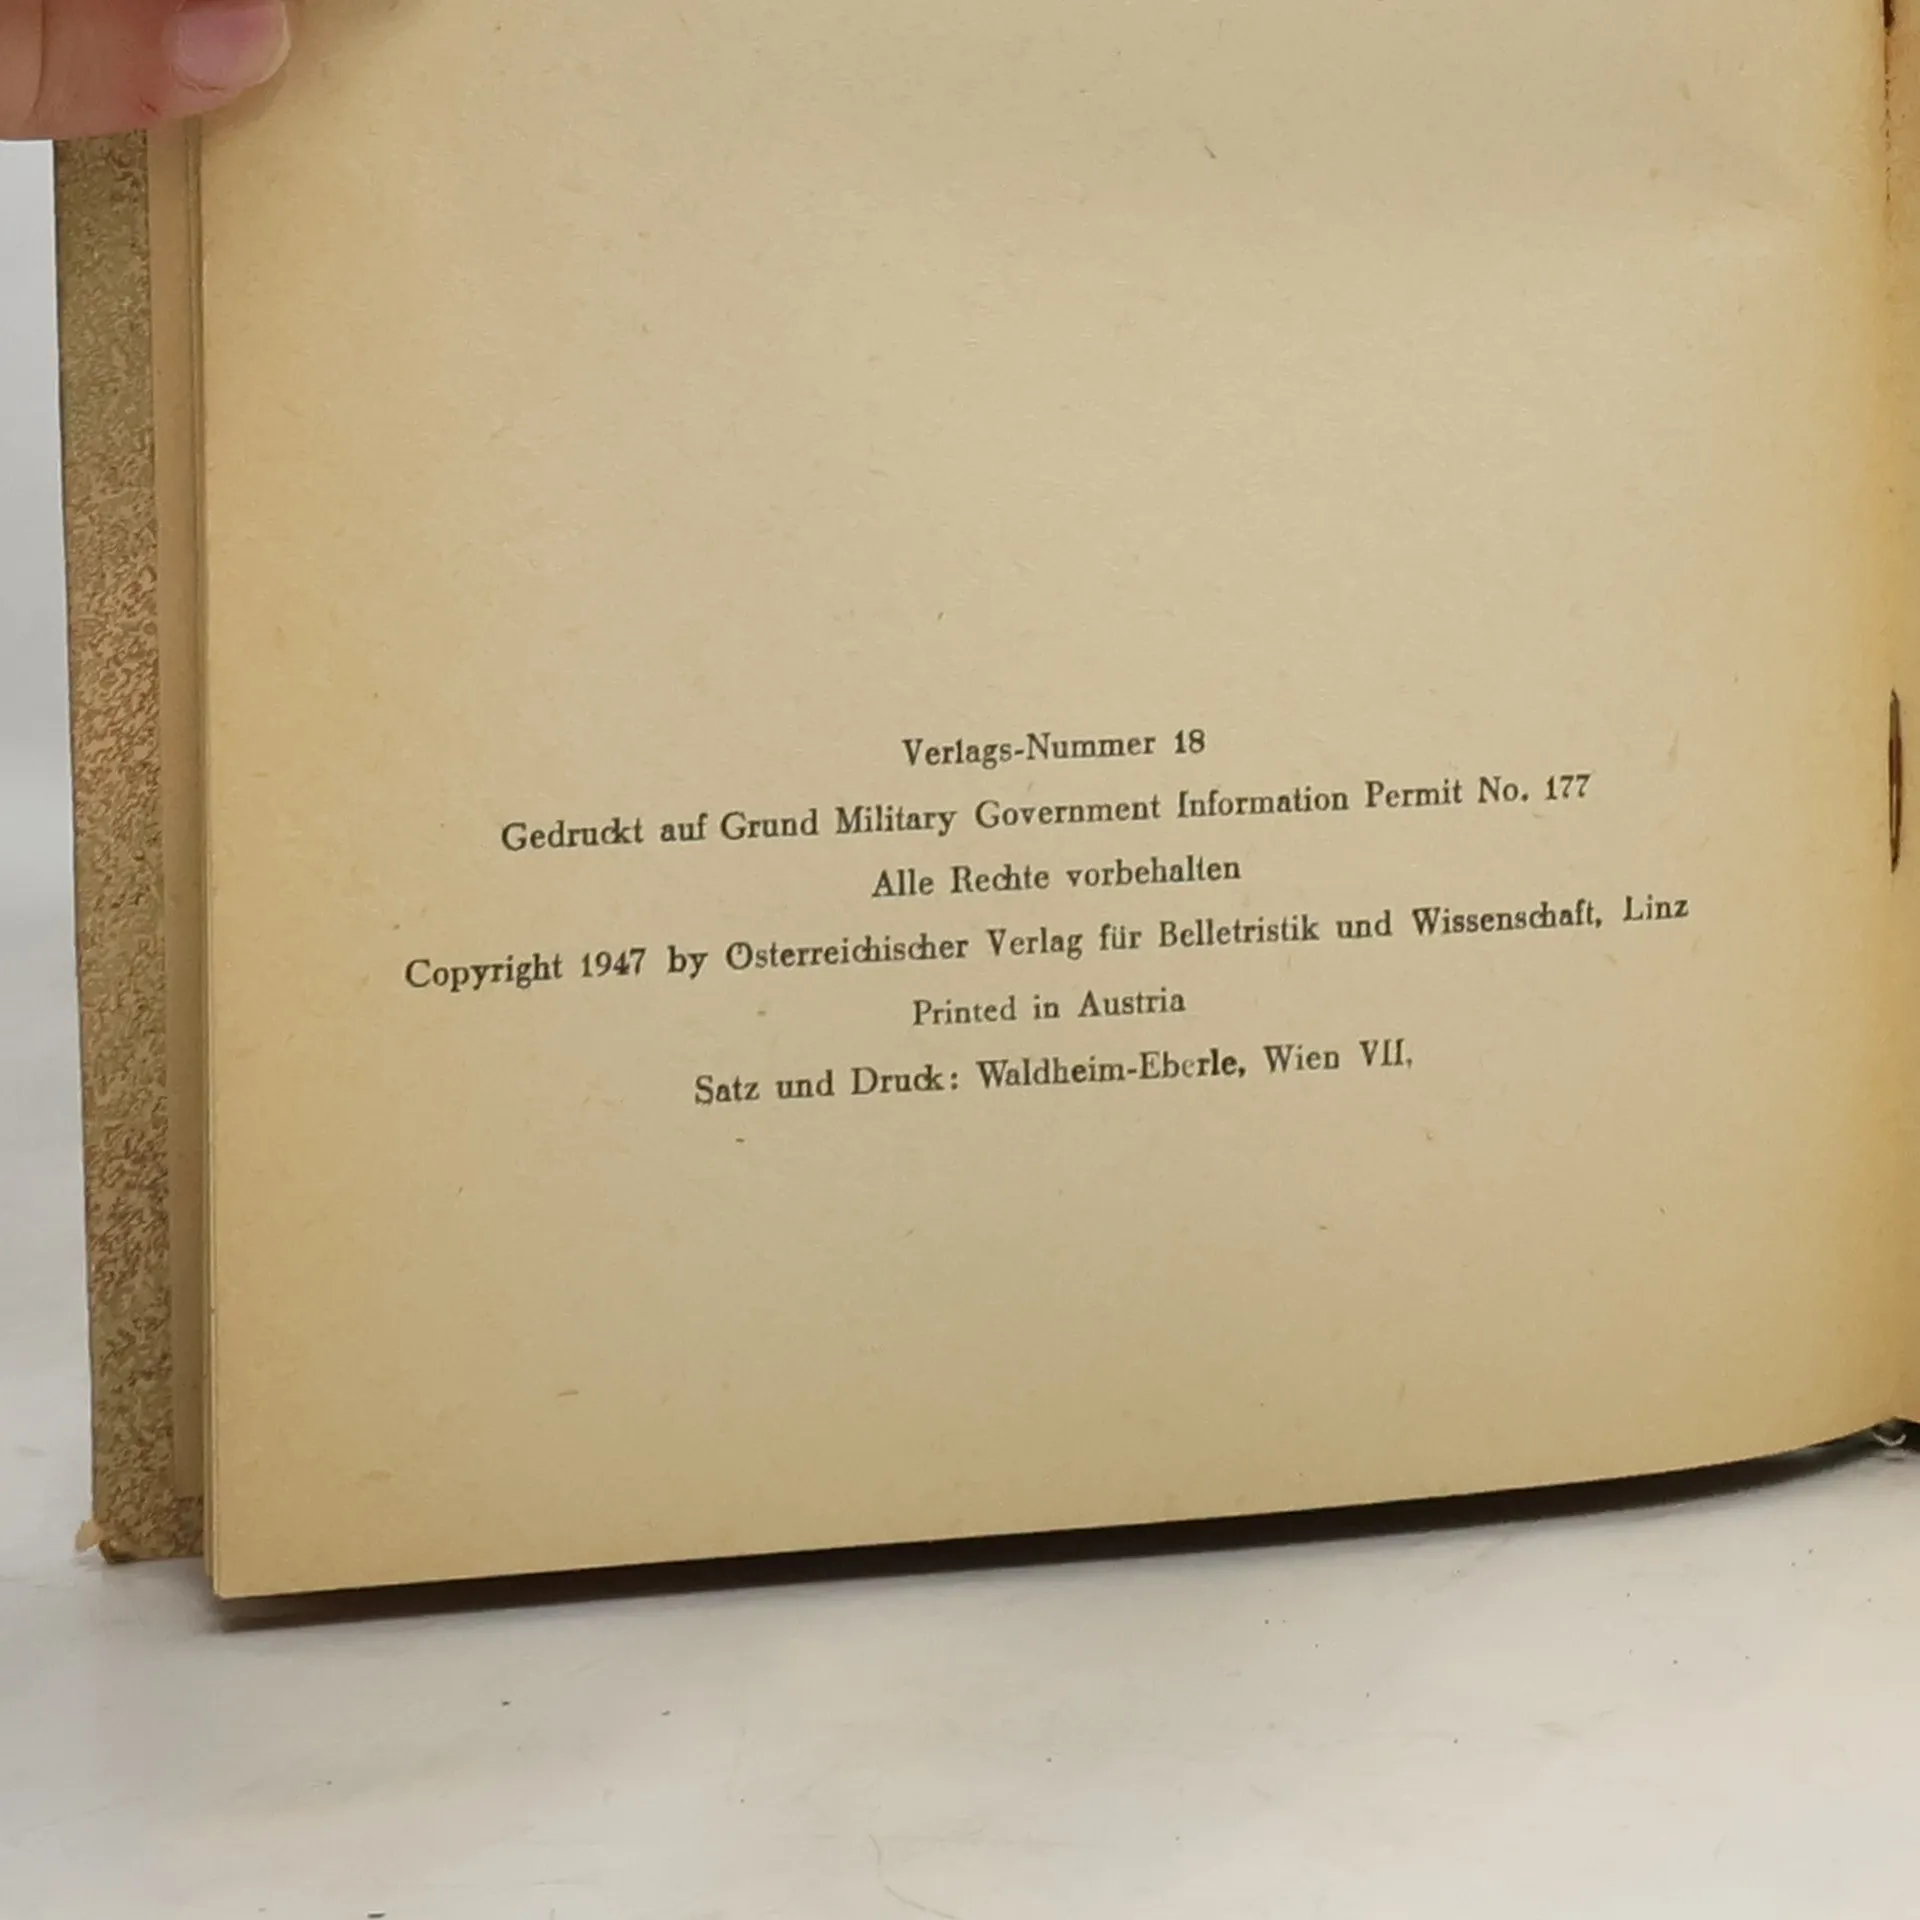 Verlags-Nummer 18
Gedruckt auf Grund Military Government Information Permit No. 177
Alle Rechte vorbehalten
Copyright 1947 by Österreichischer Verlag für Belletristik und Wissenschaft, Linz
Printed in Austria
Satz und Druck: Waldheim-Eberle, Wien VII,